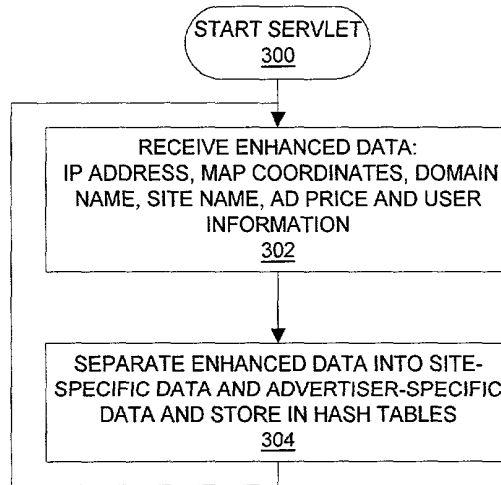 START SERVLET
300
RECEIVE ENHANCED DATA:
IP ADDRESS, MAP COORDINATES, DOMAIN
NAME, SITE NAME, AD PRICE AND USER
INFORMATION
302
SEPARATE ENHANCED DATA INTO SITE-
SPECIFIC DATA AND ADVERTISER-SPECIFIC
DATA AND STORE IN HASH TABLES
304